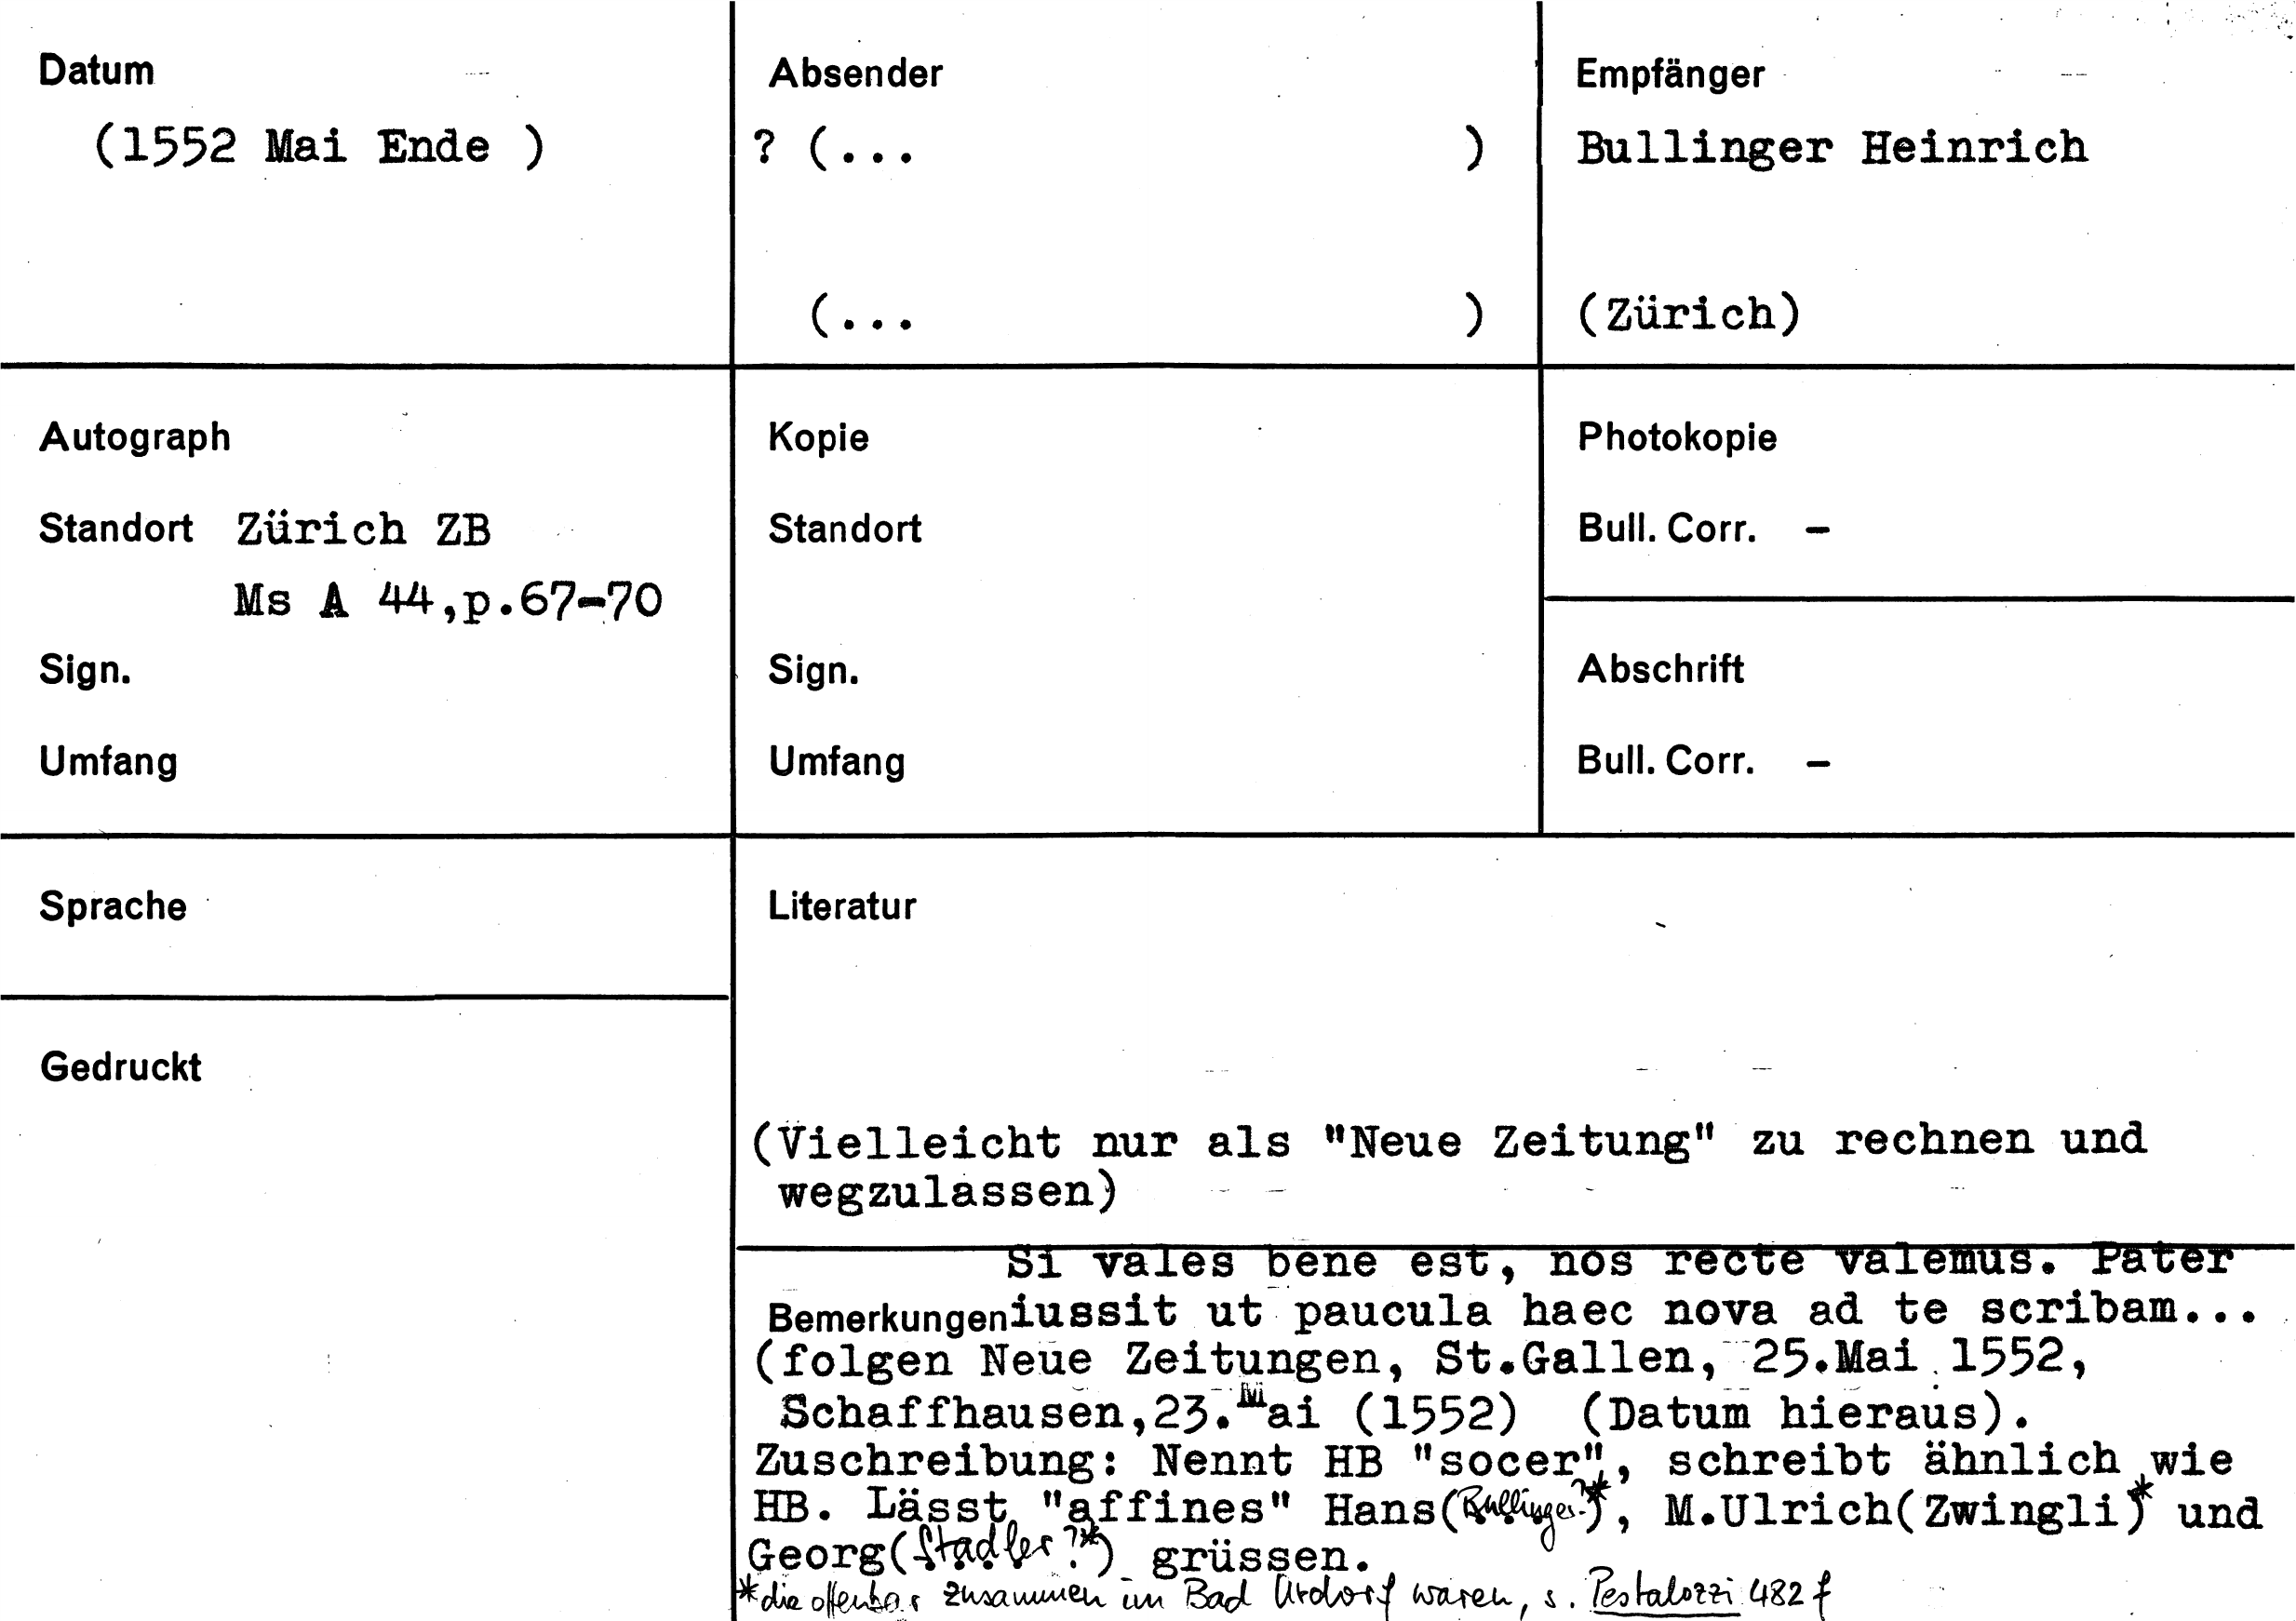 Datum
(1552 Mai Ende )
Absender
? (... )
(... )
Empfänger
Bullinger Heinrich
(Zürich)
Autograph
Standort Zürich ZB
Ms A 44,p.67-70
Sign.
Umfang
Kopie
Standort
Sign.
Umfang
Photokopie
Bull. Corr. -
Abschrift
Bull. Corr. -
Sprache
Gedruckt
Literatur
(Vielleicht nur als "Neue Zeitung" zu rechnen und
wegzulassen)
Si vales bene est, nos recte valemus. Pater
Bemerkungen iussit ut paucula haec nova ad te scribam...
(folgen Neue Zeitungen, St.Gallen, 25.Mai 1552,
Schaffhausen,23.Mai (1552) (Datum hieraus).
Zuschreibung: Nennt HB "socer", schreibt ähnlich wie
HB. Lässt "affines" Hans(Bullinger?*), M.Ulrich(Zwingli)* und
Georg(Stadler?*) grüssen.
*die offenbar zusammen im Bad Urdorf waren, s. Pestalozzi 482 f